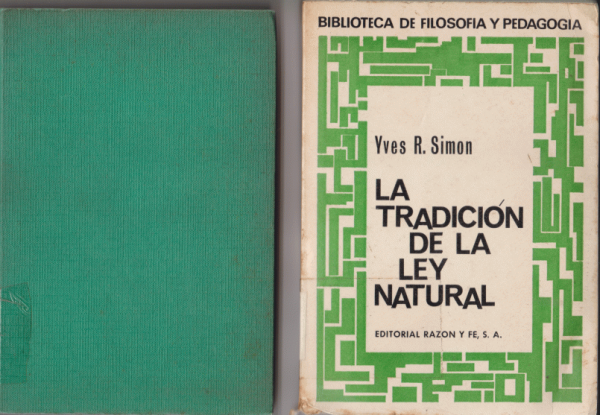 BIBLIOTECA DE FILOSOFIA Y PEDAGOGIA
Yves R. Simon
LA
TRADICIÓN
DE LA
LEY
NATURAL
EDITORIAL RAZON Y FE, S. A.